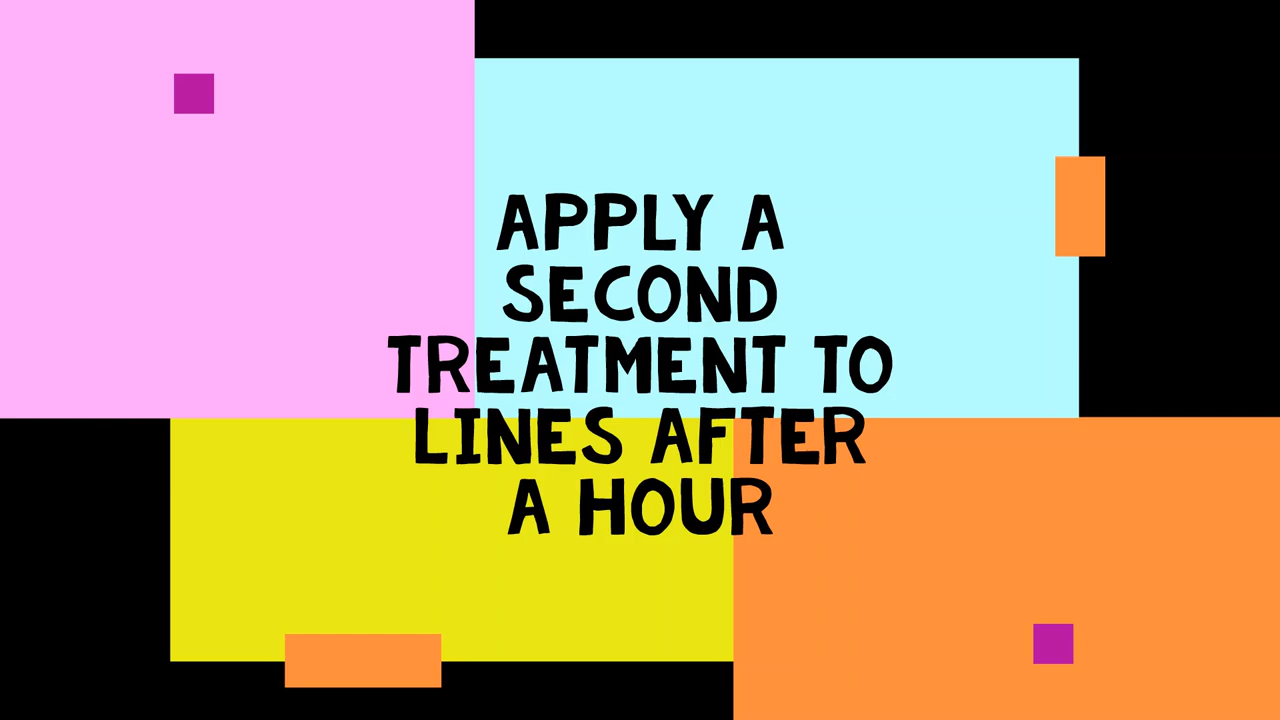 APPLY A
SECOND
TREATMENT TO
LINES AFTER
A HOUR